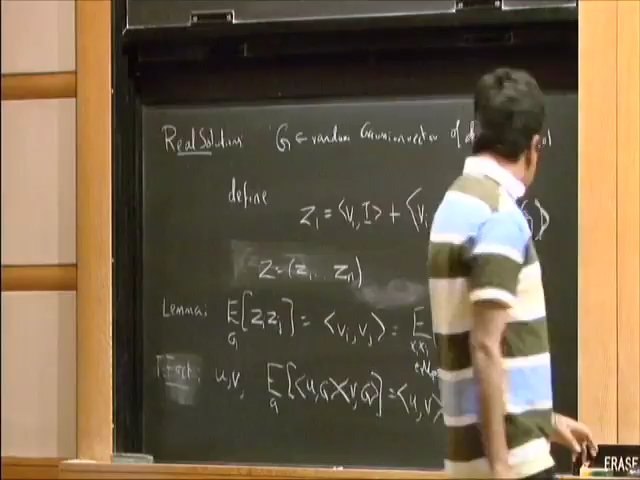 Real Solution G ← random Gaussian vector of
define
z_i = <v_i, I> + <v_i
Z = (z_1 ... z_n)
Lemma: E_G [z_i z_j] = <v_i, v_j> = E
Fact: u, v, E_G [<u,G><v,G>] = <u,v>
ERASE